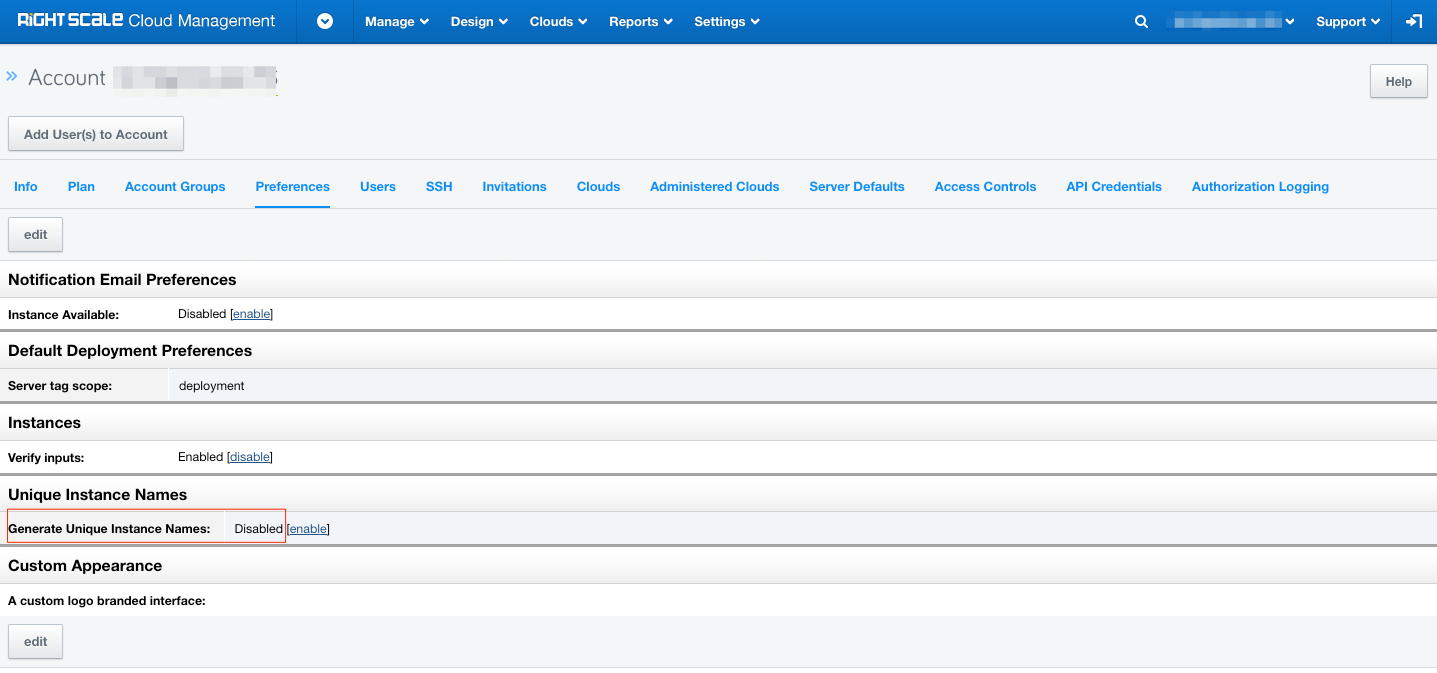 RIGHTSCALE Cloud Management Manage Design Clouds Reports Settings Support
» Account
Help
Add User(s) to Account
Info Plan Account Groups Preferences Users SSH Invitations Clouds Administered Clouds Server Defaults Access Controls API Credentials Authorization Logging
edit
Notification Email Preferences
Instance Available: Disabled [enable]
Default Deployment Preferences
Server tag scope: deployment
Instances
Verify inputs: Enabled [disable]
Unique Instance Names
Generate Unique Instance Names: Disabled [enable]
Custom Appearance
A custom logo branded interface:
edit